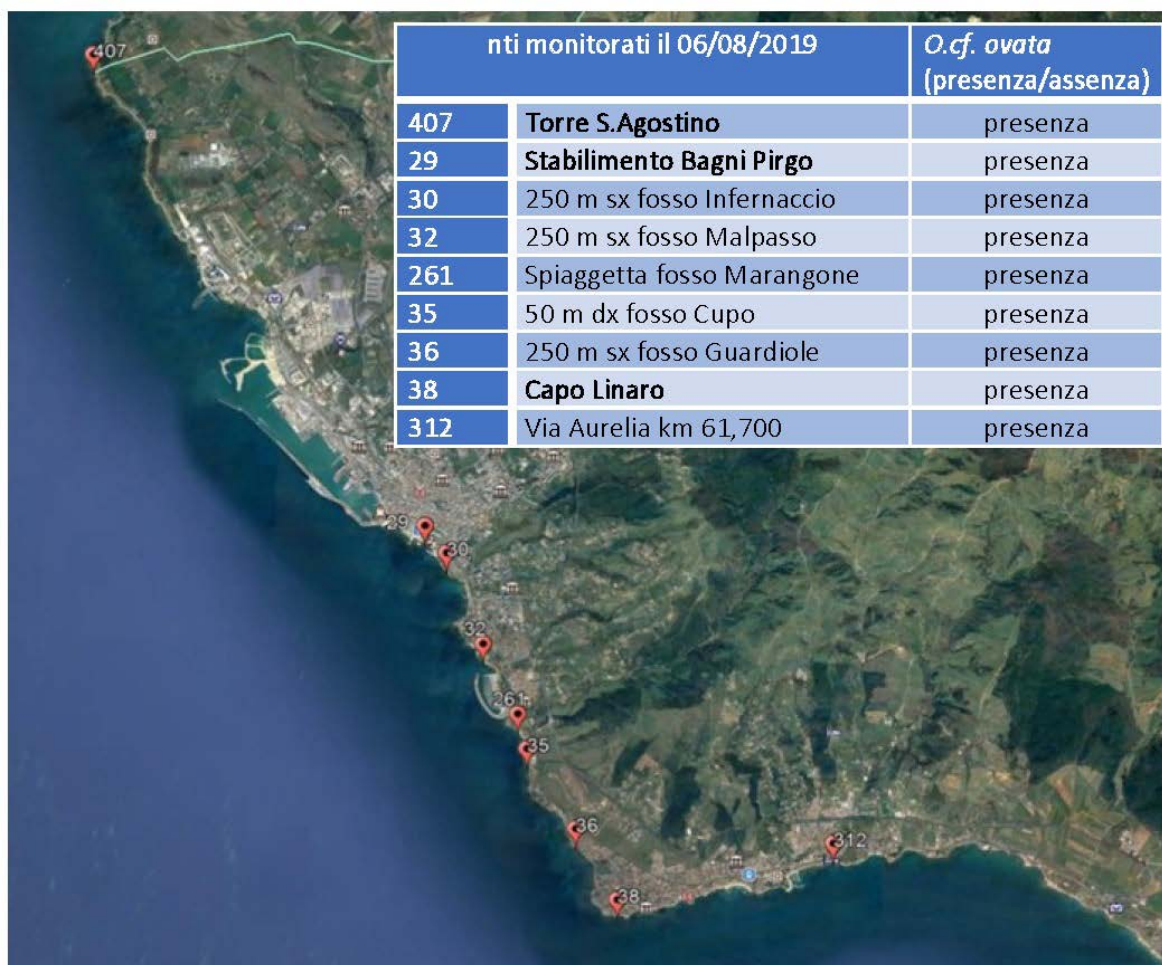 407
nti monitorati il 06/08/2019
O.cf. ovata
(presenza/assenza)
407 Torre S.Agostino presenza
29 Stabilimento Bagni Pirgo presenza
30 250 m sx fosso Infernaccio presenza
32 250 m sx fosso Malpasso presenza
261 Spiaggetta fosso Marangone presenza
35 50 m dx fosso Cupo presenza
36 250 m sx fosso Guardiole presenza
38 Capo Linaro presenza
312 Via Aurelia km 61,700 presenza
29
30
32
261
35
36
312
38